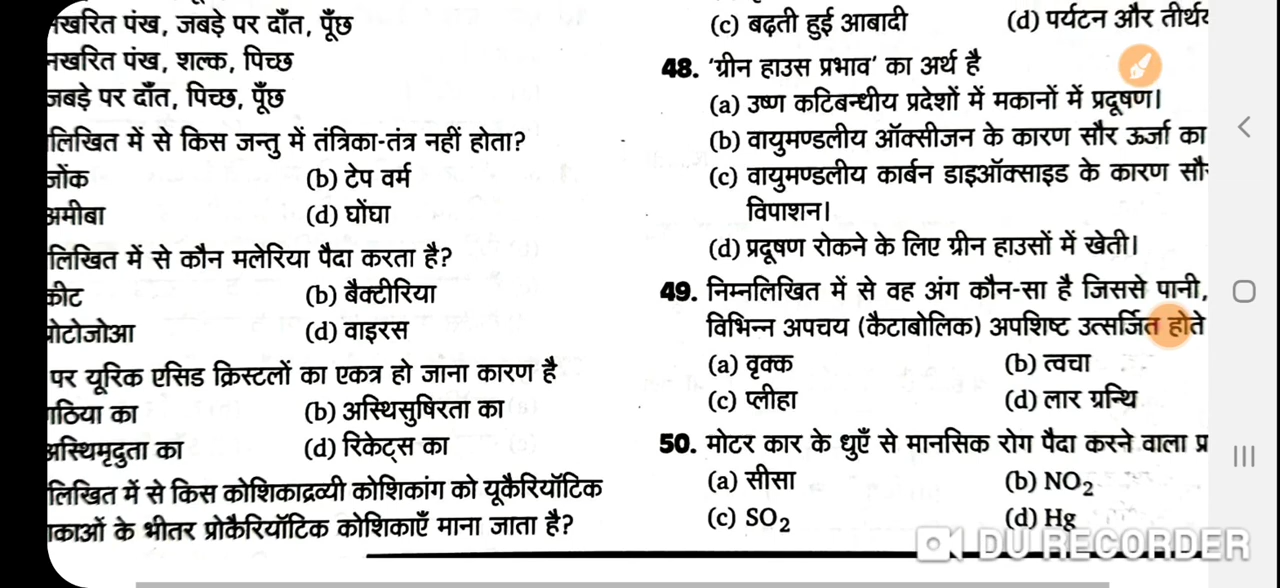 नखरित पंख, जबड़े पर दाँत, पूँछ
नखरित पंख, शल्क, पिच्छ
जबड़े पर दाँत, पिच्छ, पूँछ
लिखित में से किस जन्तु में तंत्रिका-तंत्र नहीं होता?
जोंक (b) टेप वर्म
अमीबा (d) घोंघा
लिखित में से कौन मलेरिया पैदा करता है?
कीट (b) बैक्टीरिया
प्रोटोजोआ (d) वाइरस
पर यूरिक एसिड क्रिस्टलों का एकत्र हो जाना कारण है
गठिया का (b) अस्थिसुषिरता का
अस्थिमृदुता का (d) रिकेट्स का
लिखित में से किस कोशिकाद्रव्यी कोशिकांग को यूकैरियॉटिक
काओं के भीतर प्रोकैरियॉटिक कोशिकाएँ माना जाता है?
(c) बढ़ती हुई आबादी (d) पर्यटन और
48. ‘ग्रीन हाउस प्रभाव’ का अर्थ है
(a) उष्ण कटिबन्धीय प्रदेशों में मकानों में प्रदूषण।
(b) वायुमण्डलीय ऑक्सीजन के कारण सौर ऊर्जा का
(c) वायुमण्डलीय कार्बन डाइऑक्साइड के कारण सौ
विपाशन।
(d) प्रदूषण रोकने के लिए ग्रीन हाउसों में खेती।
49. निम्नलिखित में से वह अंग कौन-सा है जिससे पानी,
विभिन्न अपचय (कैटाबोलिक) अपशिष्ट उत्सर्जित होते
(a) वृक्क (b) त्वचा
(c) प्लीहा (d) लार ग्रन्थि
50. मोटर कार के धुएँ से मानसिक रोग पैदा करने वाला प्र
(a) सीसा (b) NO₂
(c) SO₂ (d) Hg
DU RECORDER